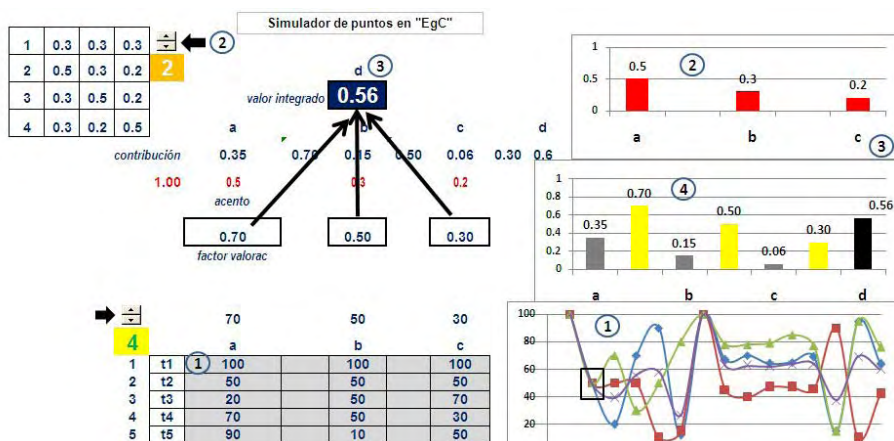 Simulador de puntos en "EgC"
1 0.3 0.3 0.3
2 0.5 0.3 0.2
3 0.3 0.5 0.2
4 0.3 0.2 0.5
2
2
d 3
valor integrado 0.56
a b c d
contribución 0.35 0.70 0.15 0.50 0.06 0.30 0.6
1.00 0.5 0.3 0.2
acento
0.70 0.50 0.30
factor valorac
70 50 30
4 a b c
1 t1 1 100 100 100
2 t2 50 50 50
3 t3 20 50 70
4 t4 70 50 30
5 t5 90 10 50
1
0.5
0
0.5
2
0.3
0.2
a b c
3
1
0.8
0.6
0.4
0.2
0
0.35
0.70
4
0.15
0.50
0.06
0.30
0.56
a b c d
100
80
60
40
20
1